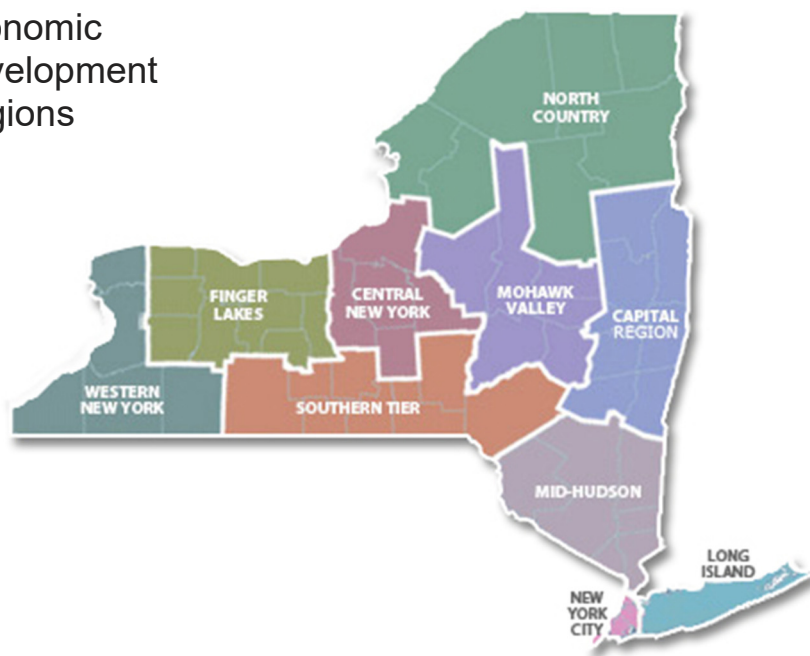 onomic
velopment
gions
NORTH
COUNTRY
FINGER
LAKES
CENTRAL
NEW YORK
MOHAWK
VALLEY
CAPITAL
REGION
WESTERN
NEW YORK
SOUTHERN TIER
MID-HUDSON
LONG
ISLAND
NEW
YORK
CITY